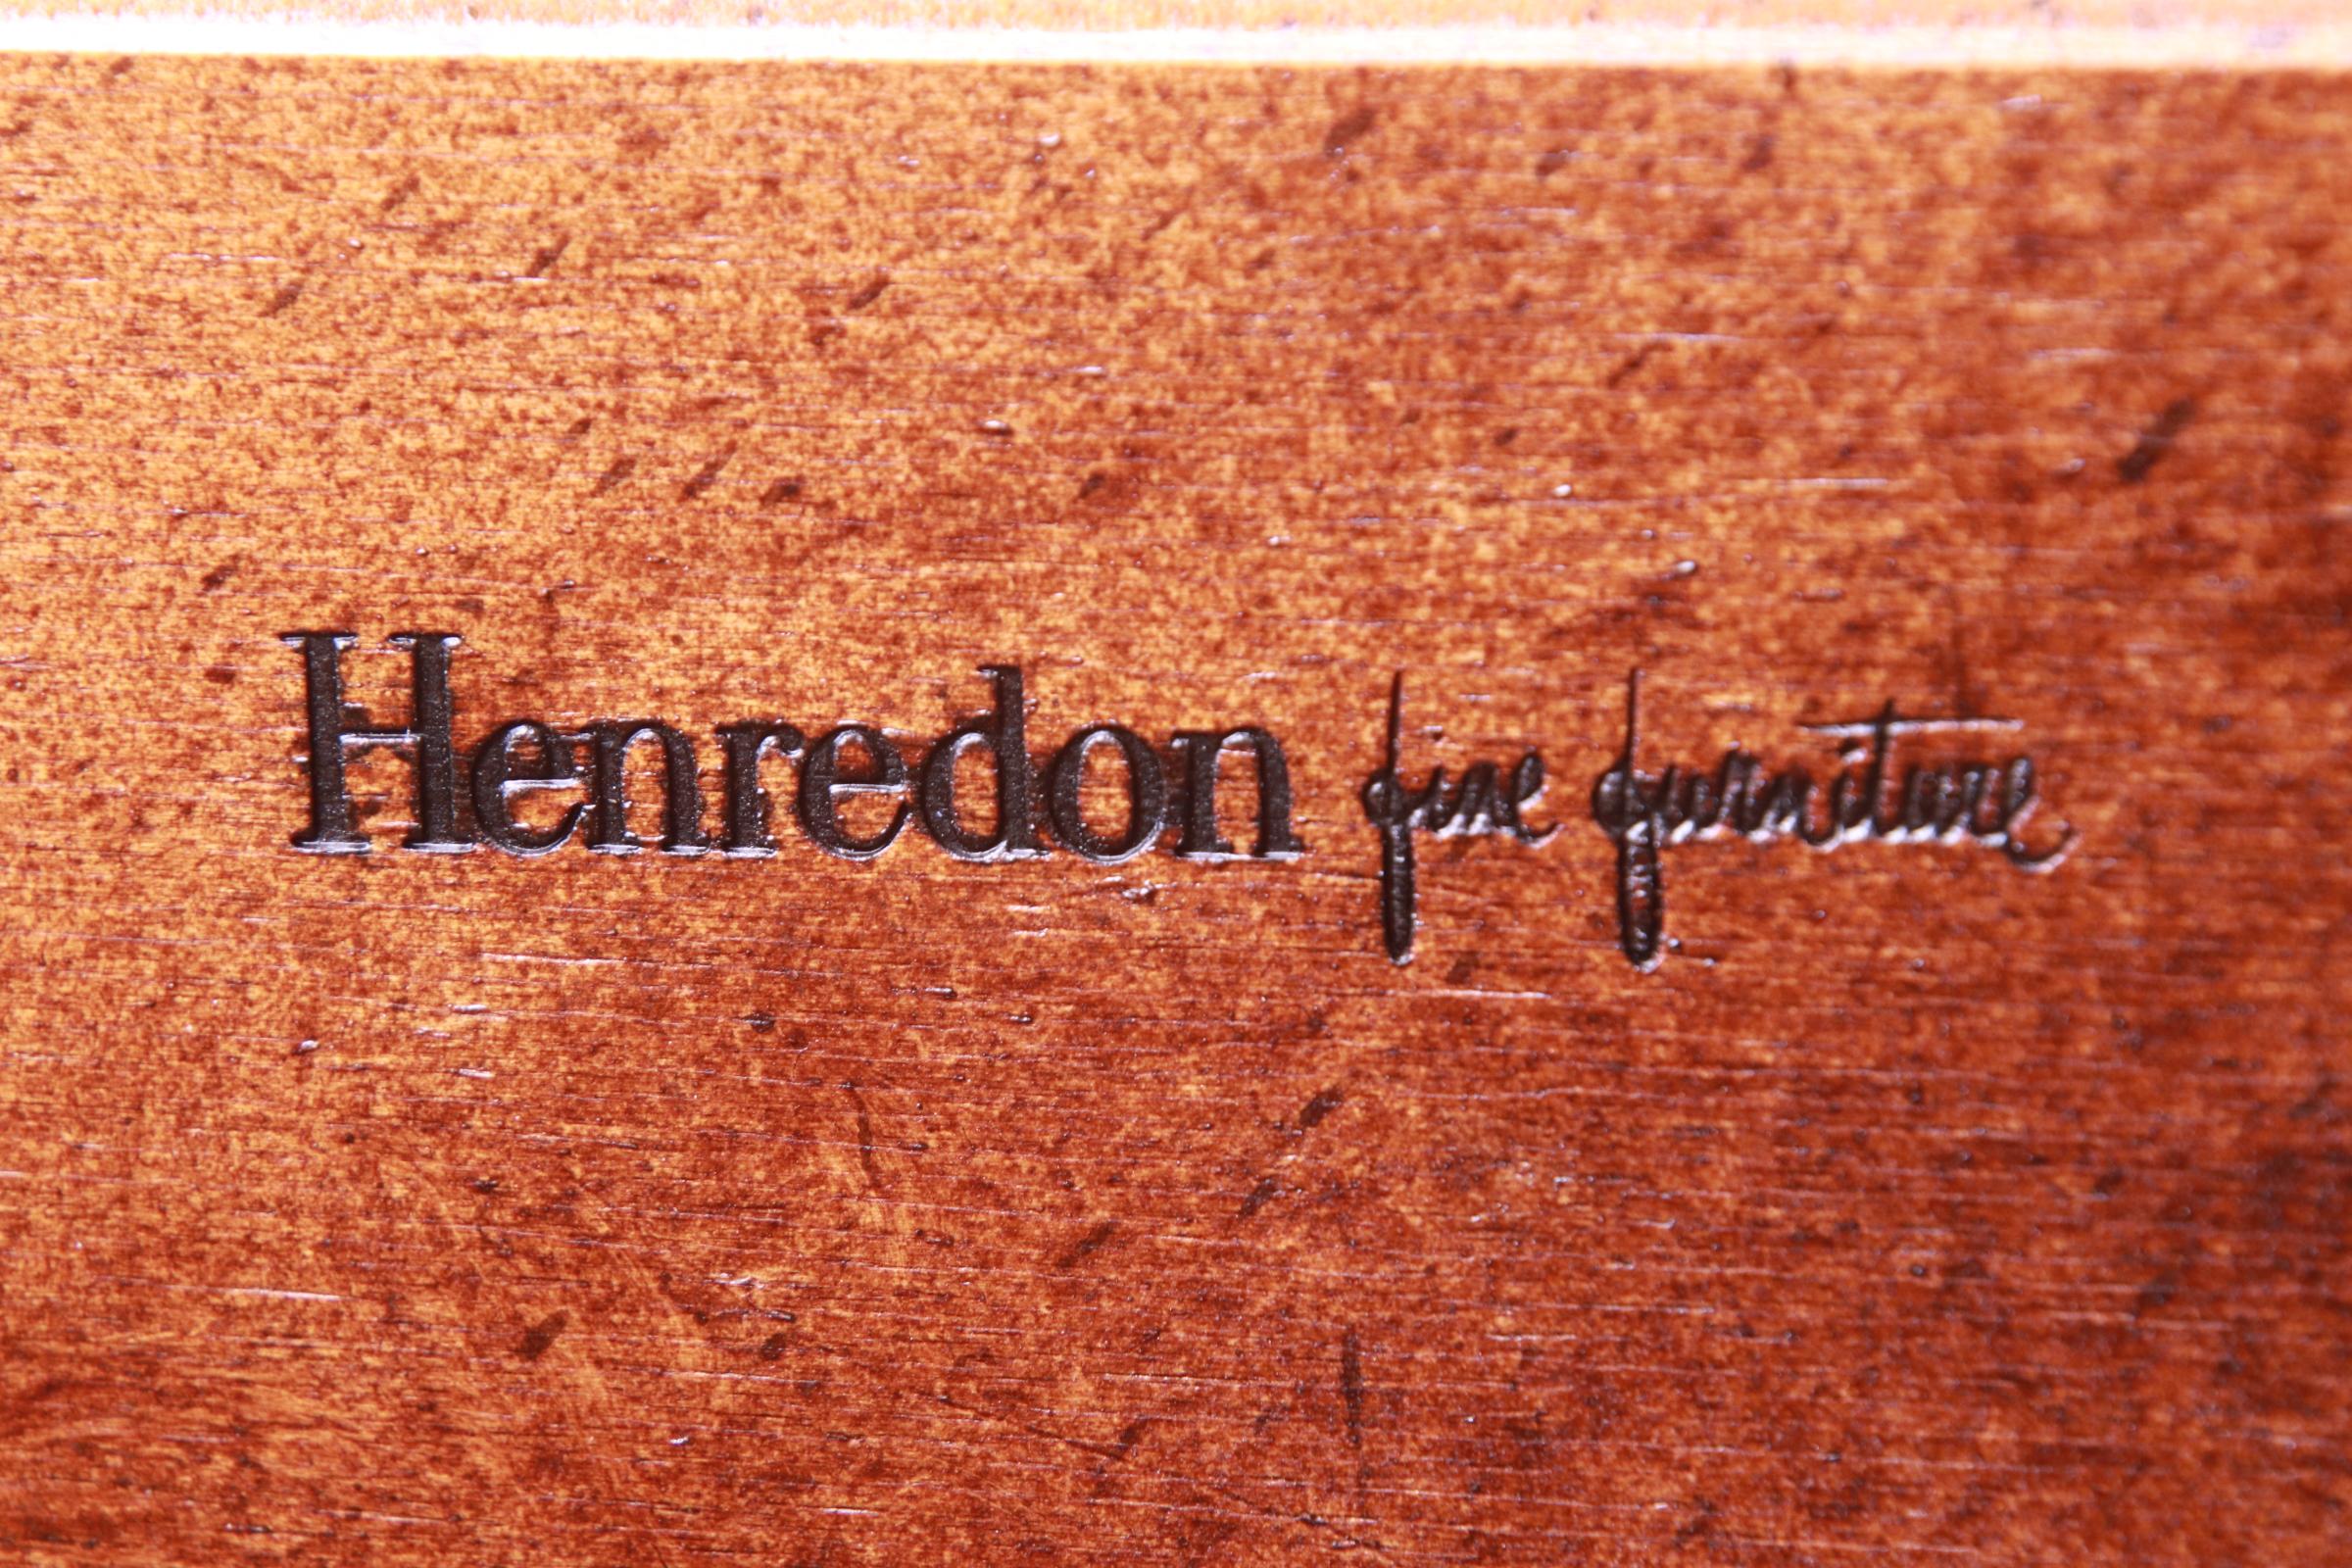 Henredon fine furniture